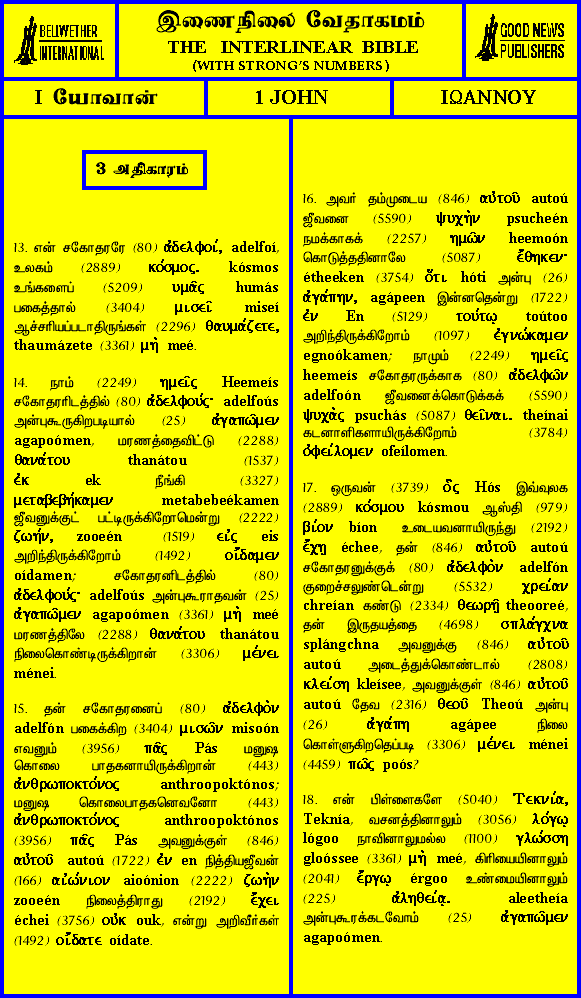 BELLWETHER
INTERNATIONAL
இணைநிலை வேதாகமம்
THE INTERLINEAR BIBLE
(WITH STRONG'S NUMBERS)
GOOD NEWS
PUBLISHERS
I யோவான்
1 JOHN
ΙΩΑΝΝΟΥ
3 அதிகாரம்
13. என் சகோதரரே (80) ἀδελφοί, adelfoí,
உலகம் (2889) κόσμος. kósmos
உங்களைப் (5209) υμᾶς humás
பகைத்தால் (3404) μισεῖ miseí
ஆச்சரியப்படாதிருங்கள் (2296) θαυμάζετε,
thaumázete (3361) μὴ meé.
14. நாம் (2249) ημεῖς Heemeís
சகோதரரிடத்தில் (80) ἀδελφούς· adelfoús
அன்புகூருகிறபடியால் (25) ἀγαπῶμεν
agapoómen, மரணத்தைவிட்டு (2288)
θανάτου thanátou (1537)
ἐκ ek நீங்கி (3327)
μεταβεβήκαμεν metabebeékamen
ஜீவனுக்குட் பட்டிருக்கிறோமென்று (2222)
ζωήν, zooeén (1519) εἰς eis
அறிந்திருக்கிறோம் (1492) οἴδαμεν
oídamen; சகோதரனிடத்தில் (80)
ἀδελφούς· adelfoús அன்புகூராதவன் (25)
ἀγαπῶμεν agapoómen (3361) μὴ meé
மரணத்திலே (2288) θανάτου thanátou
நிலைகொண்டிருக்கிறான் (3306) μένει
ménei.
15. தன் சகோதரனைப் (80) ἀδελφὸν
adelfón பகைக்கிற (3404) μισῶν misoón
எவனும் (3956) πᾶς Pás மனுஷ
கொலை பாதகனாயிருக்கிறான் (443)
ἀνθρωποκτόνος anthroopoktónos;
மனுஷ கொலைபாதகனெவனோ (443)
ἀνθρωποκτόνος anthroopoktónos
(3956) πᾶς Pás அவனுக்குள் (846)
αὐτοῦ autoú (1722) ἐν en நித்தியஜீவன்
(166) αἰώνιον aioónion (2222) ζωὴν
zooeén நிலைத்திராது (2192) ἔχει
échei (3756) οὐκ ouk, என்று அறிவீர்கள்
(1492) οἴδατε oídate.
16. அவர் தம்முடைய (846) αὐτοῦ autoú
ஜீவனை (5590) ψυχὴν psucheén
நமக்காகக் (2257) ημῶν heemoón
கொடுத்ததினாலே (5087) ἔθηκεν·
étheeken (3754) ὅτι hóti அன்பு (26)
ἀγάπην, agápeen இன்னதென்று (1722)
ἐν En (5129) τούτῳ toútoo
அறிந்திருக்கிறோம் (1097) ἐγνώκαμεν
egnoókamen; நாமும் (2249) ημεῖς
heemeís சகோதரருக்காக (80) ἀδελφῶν
adelfoón ஜீவனைக்கொடுக்கக் (5590)
ψυχὰς psuchás (5087) θεῖναι. theínai
கடனாளிகளாயிருக்கிறோம் (3784)
ὀφείλομεν ofeílomen.
17. ஒருவன் (3739) ὃς Hós இவ்வுலக
(2889) κόσμου kósmou ஆஸ்தி (979)
βίον bíon உடையவனாயிருந்து (2192)
ἔχῃ échee, தன் (846) αὐτοῦ autoú
சகோதரனுக்குக் (80) ἀδελφὸν adelfón
குறைச்சலுண்டென்று (5532) χρείαν
chreían கண்டு (2334) θεωρῇ theooreé,
தன் இருதயத்தை (4698) σπλάγχνα
splángchna அவனுக்கு (846) αὐτοῦ
autoú அடைத்துக்கொண்டால் (2808)
κλείσῃ kleísee, அவனுக்குள் (846) αὐτοῦ
autoú தேவ (2316) θεοῦ Theoú அன்பு
(26) ἀγάπη agápee நிலை
கொள்ளுகிறதெப்படி (3306) μένει ménei
(4459) πῶς poós?
18. என் பிள்ளைகளே (5040) Τεκνία,
Teknía, வசனத்தினாலும் (3056) λόγῳ
lógoo நாவினாலுமல்ல (1100) γλώσσῃ
gloóssee (3361) μὴ meé, கிரியையினாலும்
(2041) ἔργῳ érgoo உண்மையினாலும்
(225) ἀληθείᾳ. aleetheía
அன்புகூரக்கடவோம் (25) ἀγαπῶμεν
agapoómen.